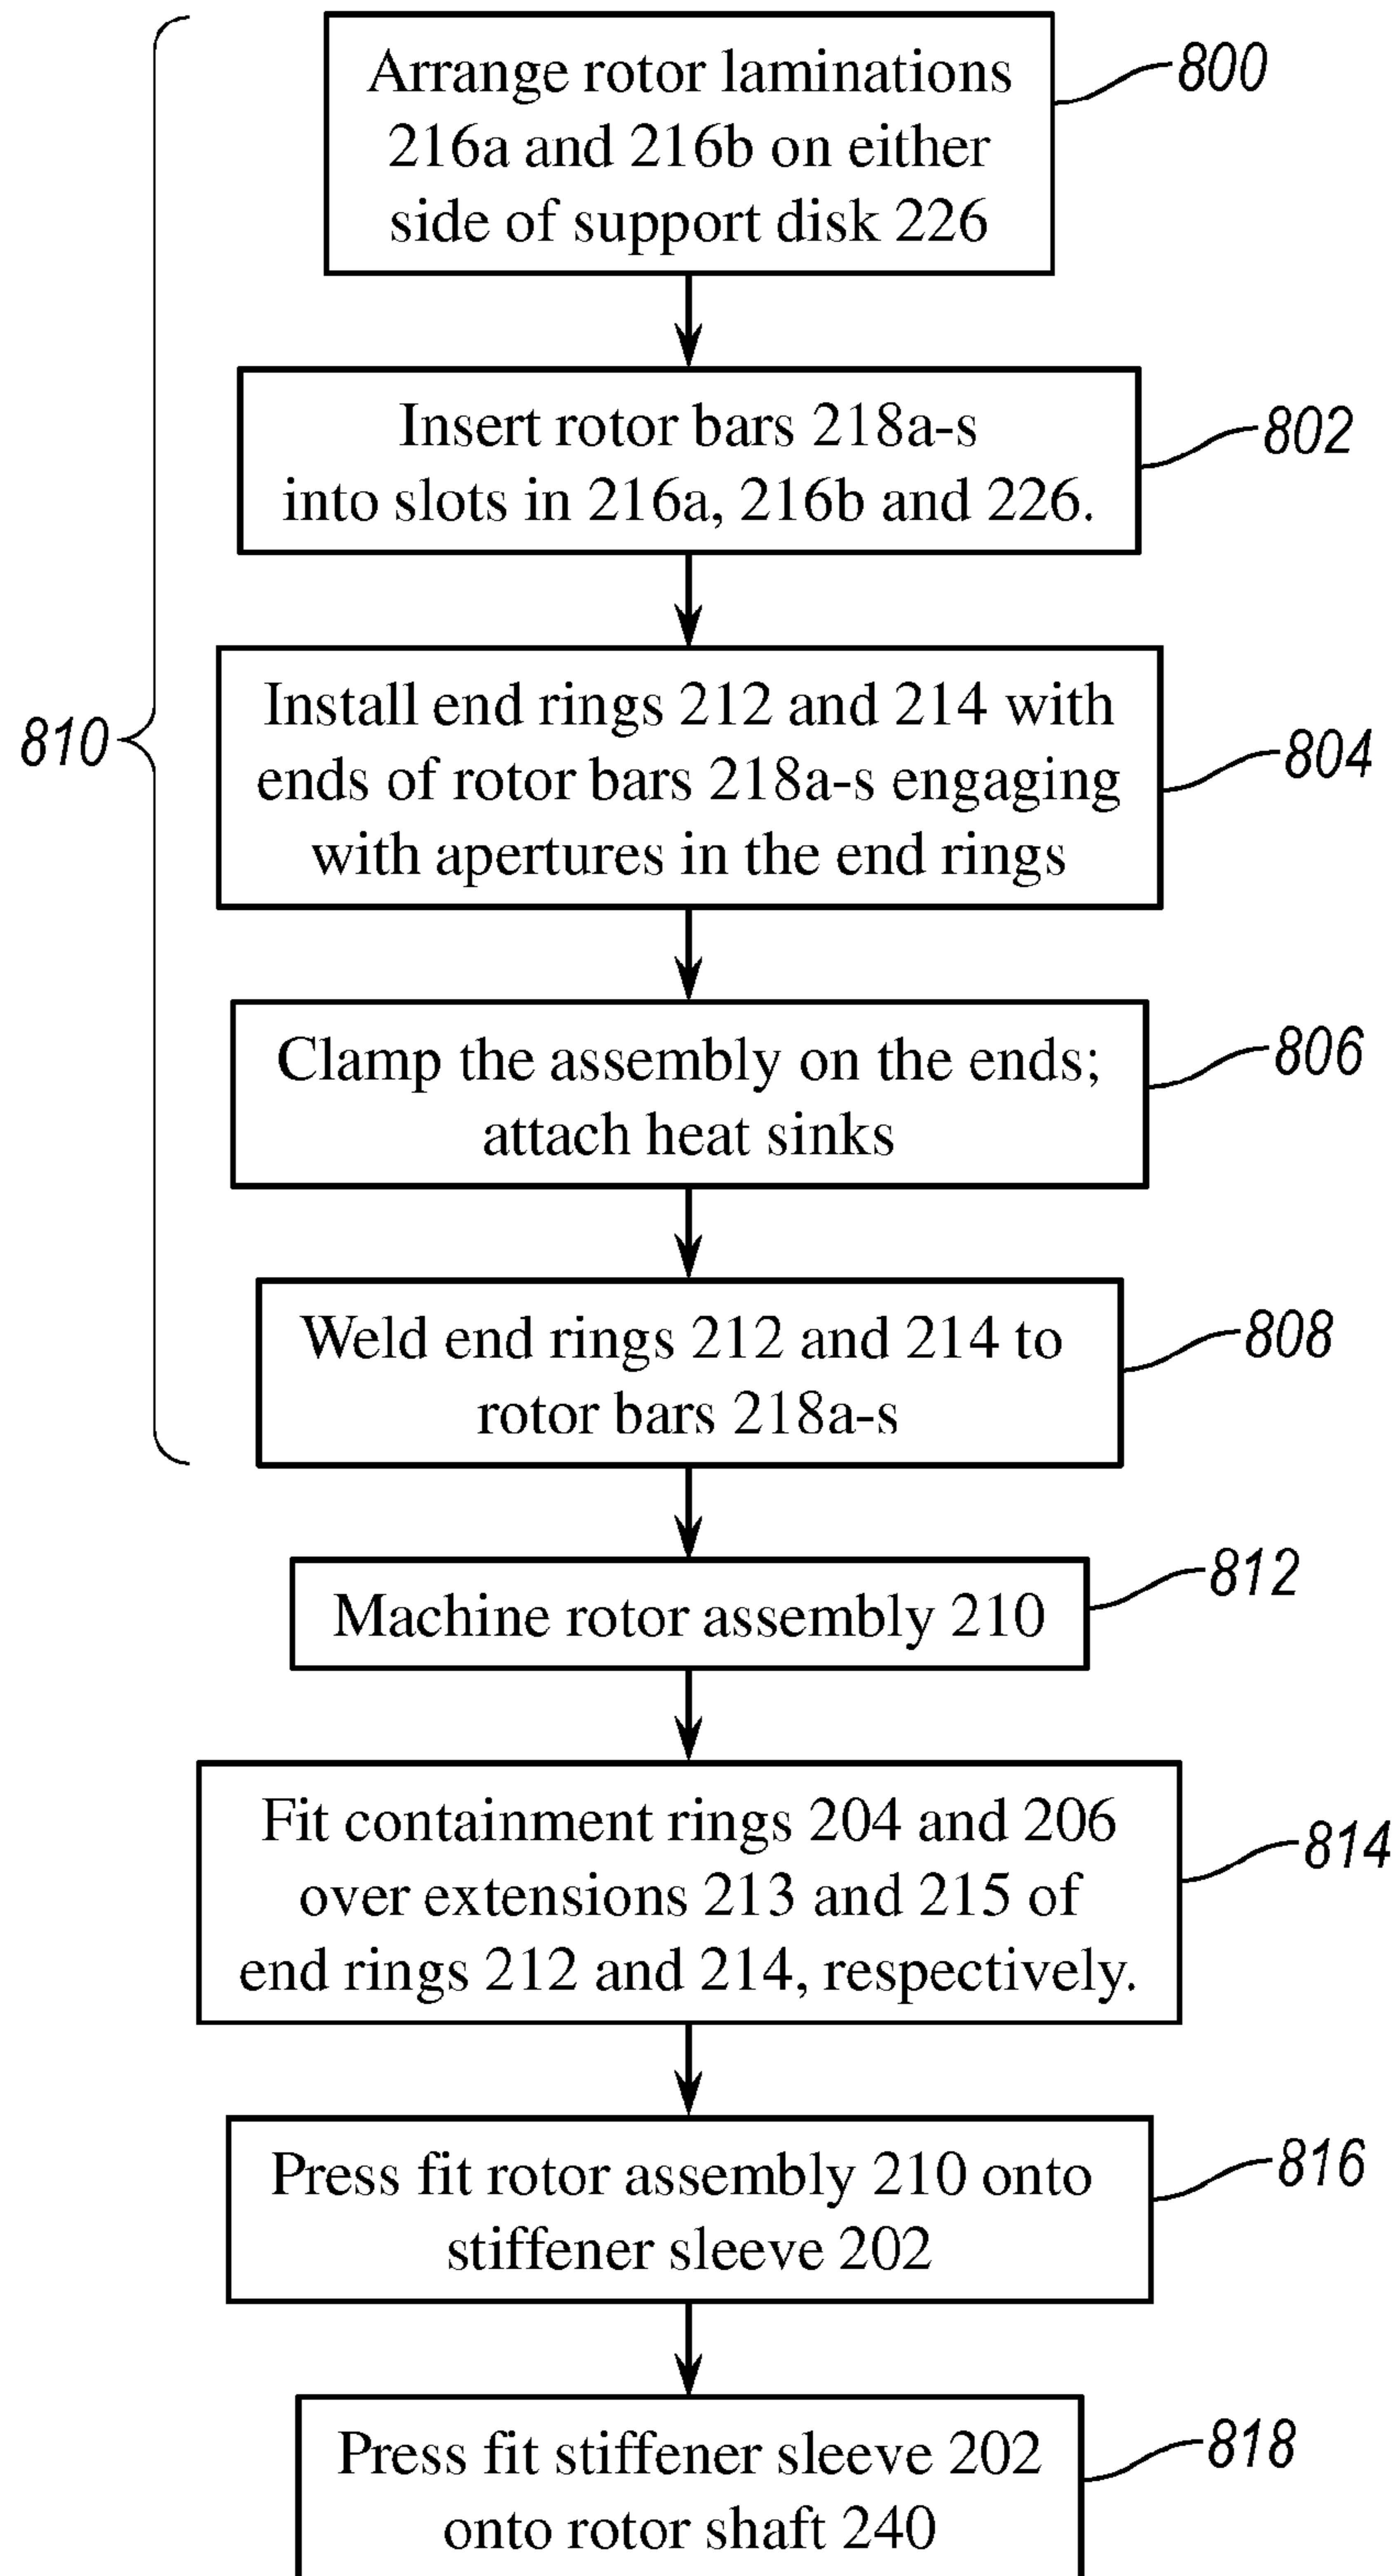 Arrange rotor laminations
216a and 216b on either
side of support disk 226
800
Insert rotor bars 218a-s
into slots in 216a, 216b and 226.
802
Install end rings 212 and 214 with
ends of rotor bars 218a-s engaging
with apertures in the end rings
804
810
Clamp the assembly on the ends;
attach heat sinks
806
Weld end rings 212 and 214 to
rotor bars 218a-s
808
Machine rotor assembly 210
812
Fit containment rings 204 and 206
over extensions 213 and 215 of
end rings 212 and 214, respectively.
814
Press fit rotor assembly 210 onto
stiffener sleeve 202
816
Press fit stiffener sleeve 202
onto rotor shaft 240
818